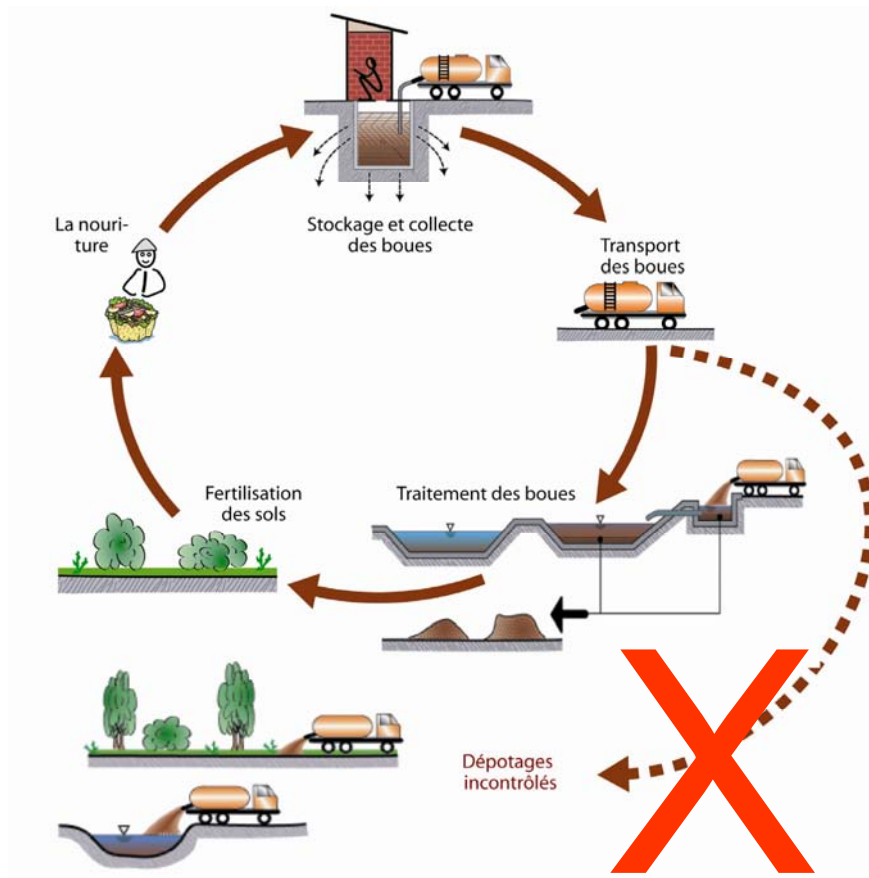 La nouri-
ture
Stockage et collecte
des boues
Transport
des boues
Fertilisation
des sols
Traitement des boues
Dépotages
incontrôlés